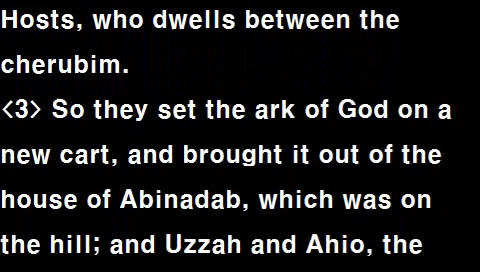 Hosts, who dwells between the
cherubim.
<3> So they set the ark of God on a
new cart, and brought it out of the
house of Abinadab, which was on
the hill; and Uzzah and Ahio, the